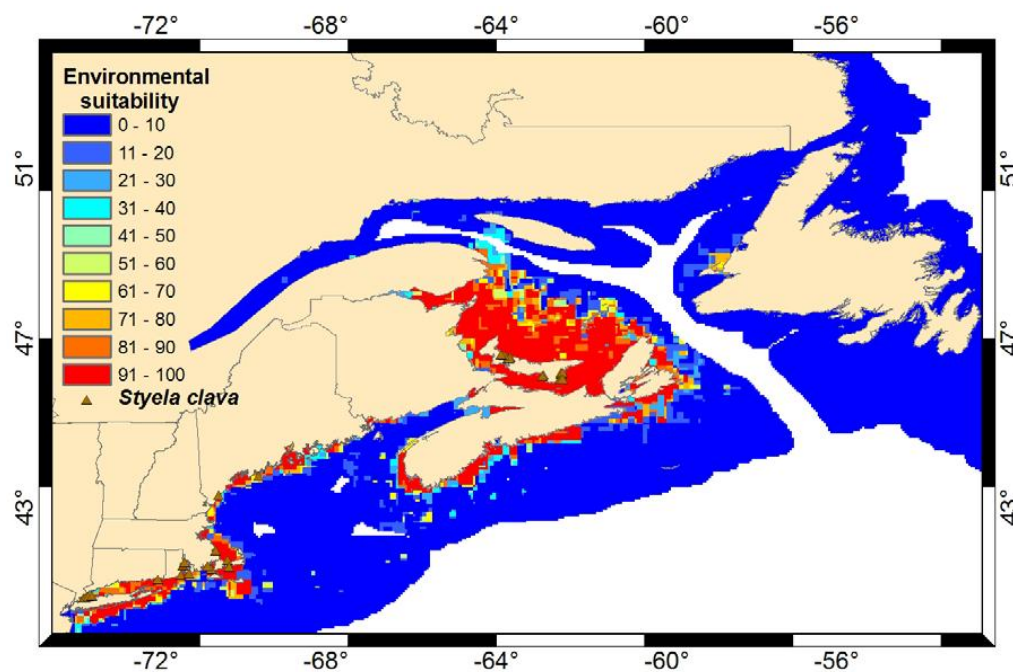 -72° -68° -64° -60° -56°
Environmental
suitability
0 - 10
11 - 20
21 - 30
31 - 40
41 - 50
51 - 60
61 - 70
71 - 80
81 - 90
91 - 100
Styela clava
51° 51°
47° 47°
43° 43°
-72° -68° -64° -60° -56°